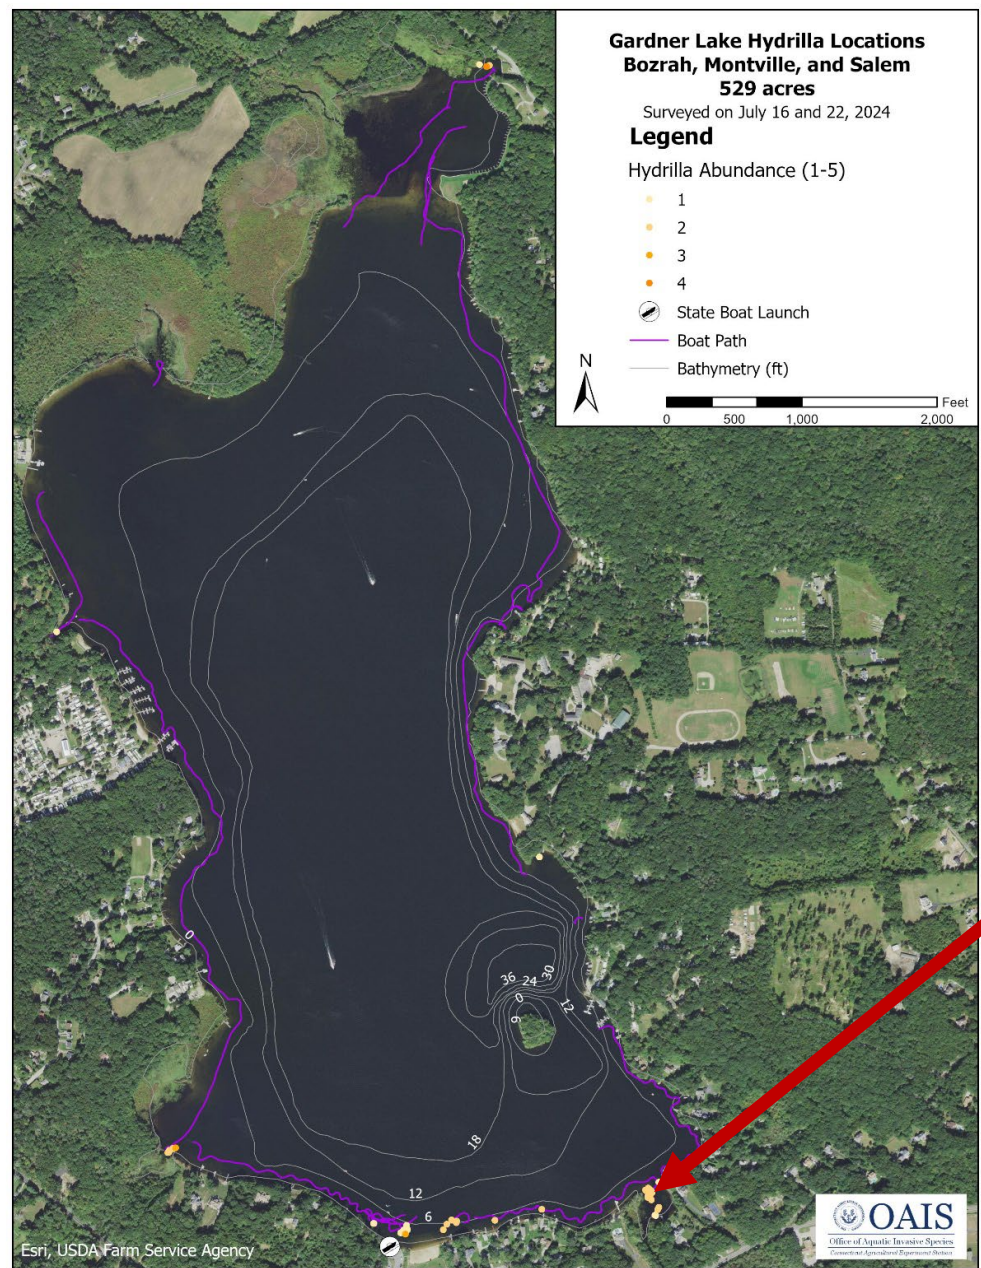 Gardner Lake Hydrilla Locations
Bozrah, Montville, and Salem
529 acres
Surveyed on July 16 and 22, 2024
Legend
Hydrilla Abundance (1-5)
1
2
3
4
State Boat Launch
Boat Path
Bathymetry (ft)
N
Feet
0 500 1,000 2,000
0
36 24 30
0
6
12
18
12
6
OAIS
Office of Aquatic Invasive Species
Connecticut Agricultural Experiment Station
Esri, USDA Farm Service Agency